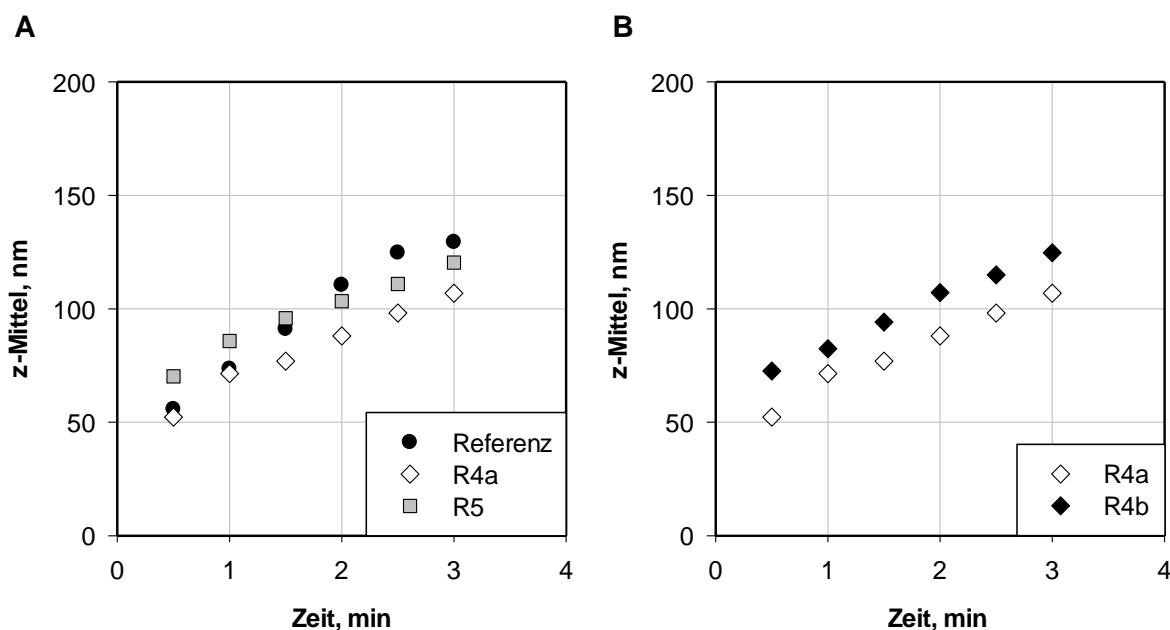 A
z-Mittel, nm
200
150
100
50
0
0 1 2 3 4
Zeit, min
Referenz
R4a
R5
B
z-Mittel, nm
200
150
100
50
0
0 1 2 3 4
Zeit, min
R4a
R4b